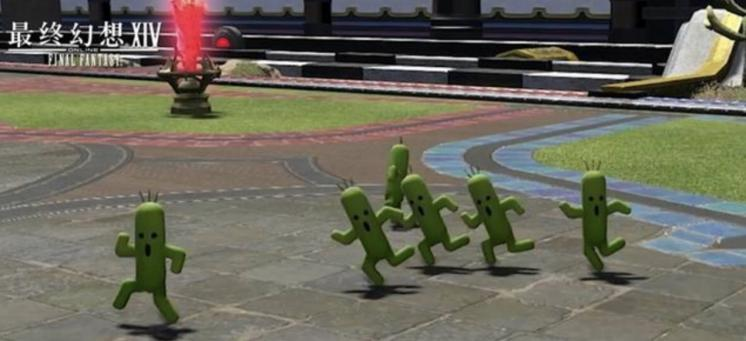 最终幻想XIV
ONLINE
FINAL FANTASY